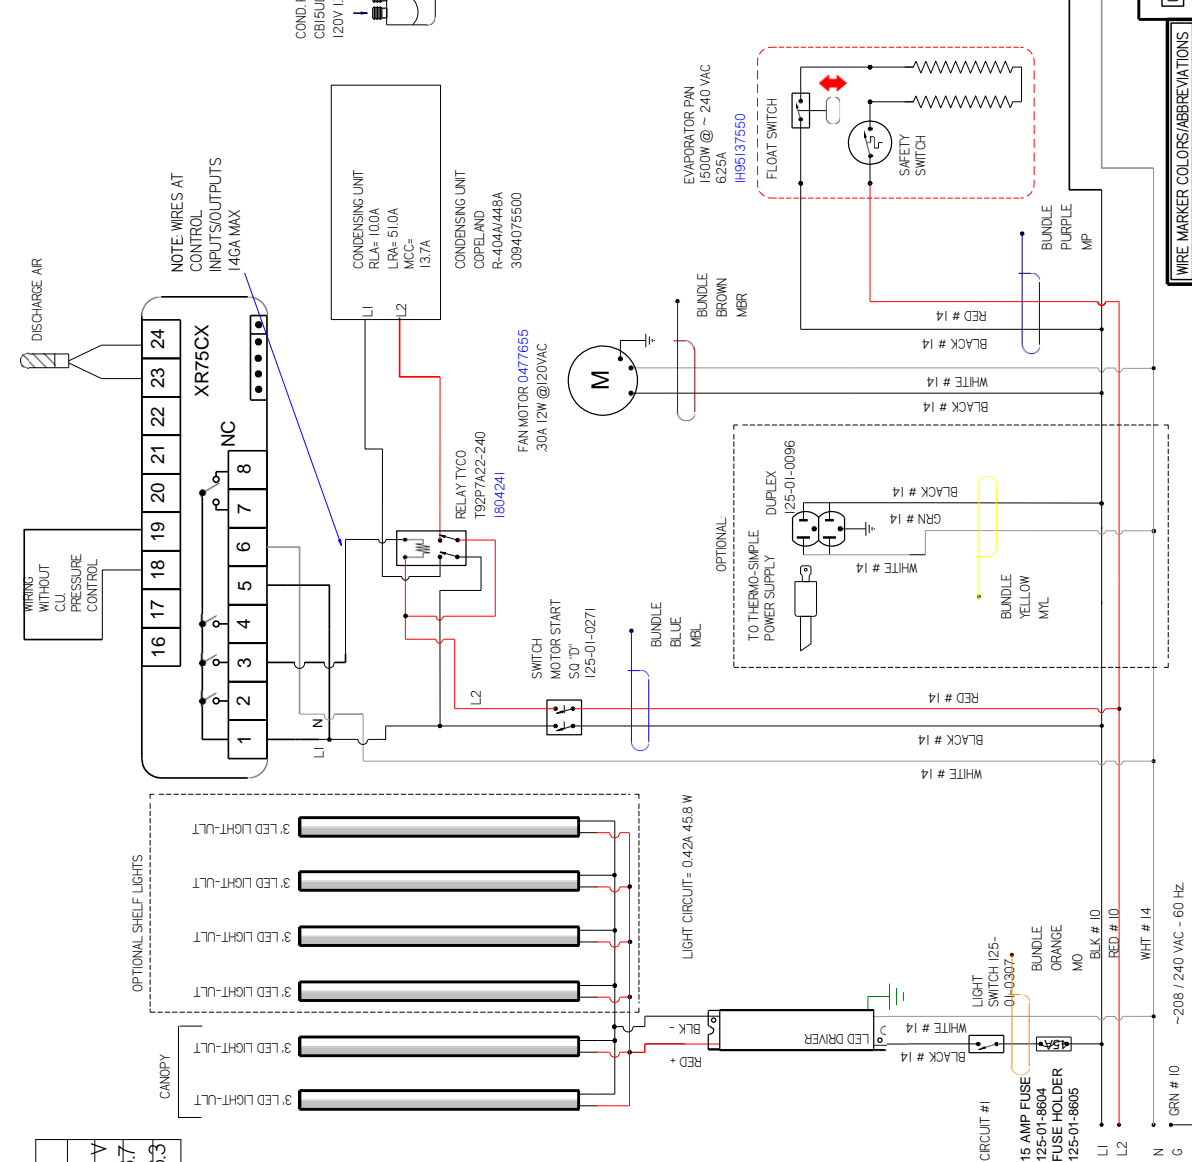 COND. F
CB15UL
120V 1.
EVAPORATOR PAN
1500W @ ~ 240 VAC
6.25A
1H95137550
FLOAT SWITCH
SAFETY
SWITCH
WIRE MARKER COLORS/ABBREVIATIONS
DISCHARGE AIR
NOTE: WIRES AT
CONTROL
INPUTS/OUTPUTS
14GA MAX
CONDENSING UNIT
RLA= 10.0A
LRA= 51.0A
MCC=
13.7A
L1
L2
CONDENSING UNIT
COPELAND
R-404A/448A
3094075500
BUNDLE
PURPLE
MP
BUNDLE
BROWN
MBR
RED # 14
BLACK # 14
WHITE # 14
BLACK # 14
FAN MOTOR 0477655
.30A 12W @120VAC
M
XR75CX
24
23
22
21
20
19
18
17
16
NC
8
7
6
5
4
3
2
1
WIRING
WITHOUT
C.U.
PRESSURE
CONTROL
RELAY TYCO
T92P7A22-240
1804241
OPTIONAL:
DUPLEX
125-01-0096
BLACK # 14
GRN # 14
WHITE # 14
TO THERMO-SIMPLE
POWER SUPPLY
BUNDLE
YELLOW
MYL
SWITCH
MOTOR START
SQ "D"
125-01-0271
BUNDLE
BLUE
MBL
L2
L1
N
RED # 14
BLACK # 14
WHITE # 14
OPTIONAL SHELF LIGHTS
3' LED LIGHT-ULT
3' LED LIGHT-ULT
3' LED LIGHT-ULT
3' LED LIGHT-ULT
3' LED LIGHT-ULT
3' LED LIGHT-ULT
CANOPY
LIGHT CIRCUIT= 0.42A 45.8 W
BLK -
RED +
LED DRIVER
WHITE # 14
BLACK # 14
LIGHT
SWITCH 125-
01-0307
BUNDLE
ORANGE
MO
BLK # 10
RED # 10
WHT # 14
~208 / 240 VAC - 60 Hz
CIRCUIT #1
15A
15 AMP FUSE
125-01-8604
FUSE HOLDER
125-01-8605
L1
L2
N
G
GRN # 10
V